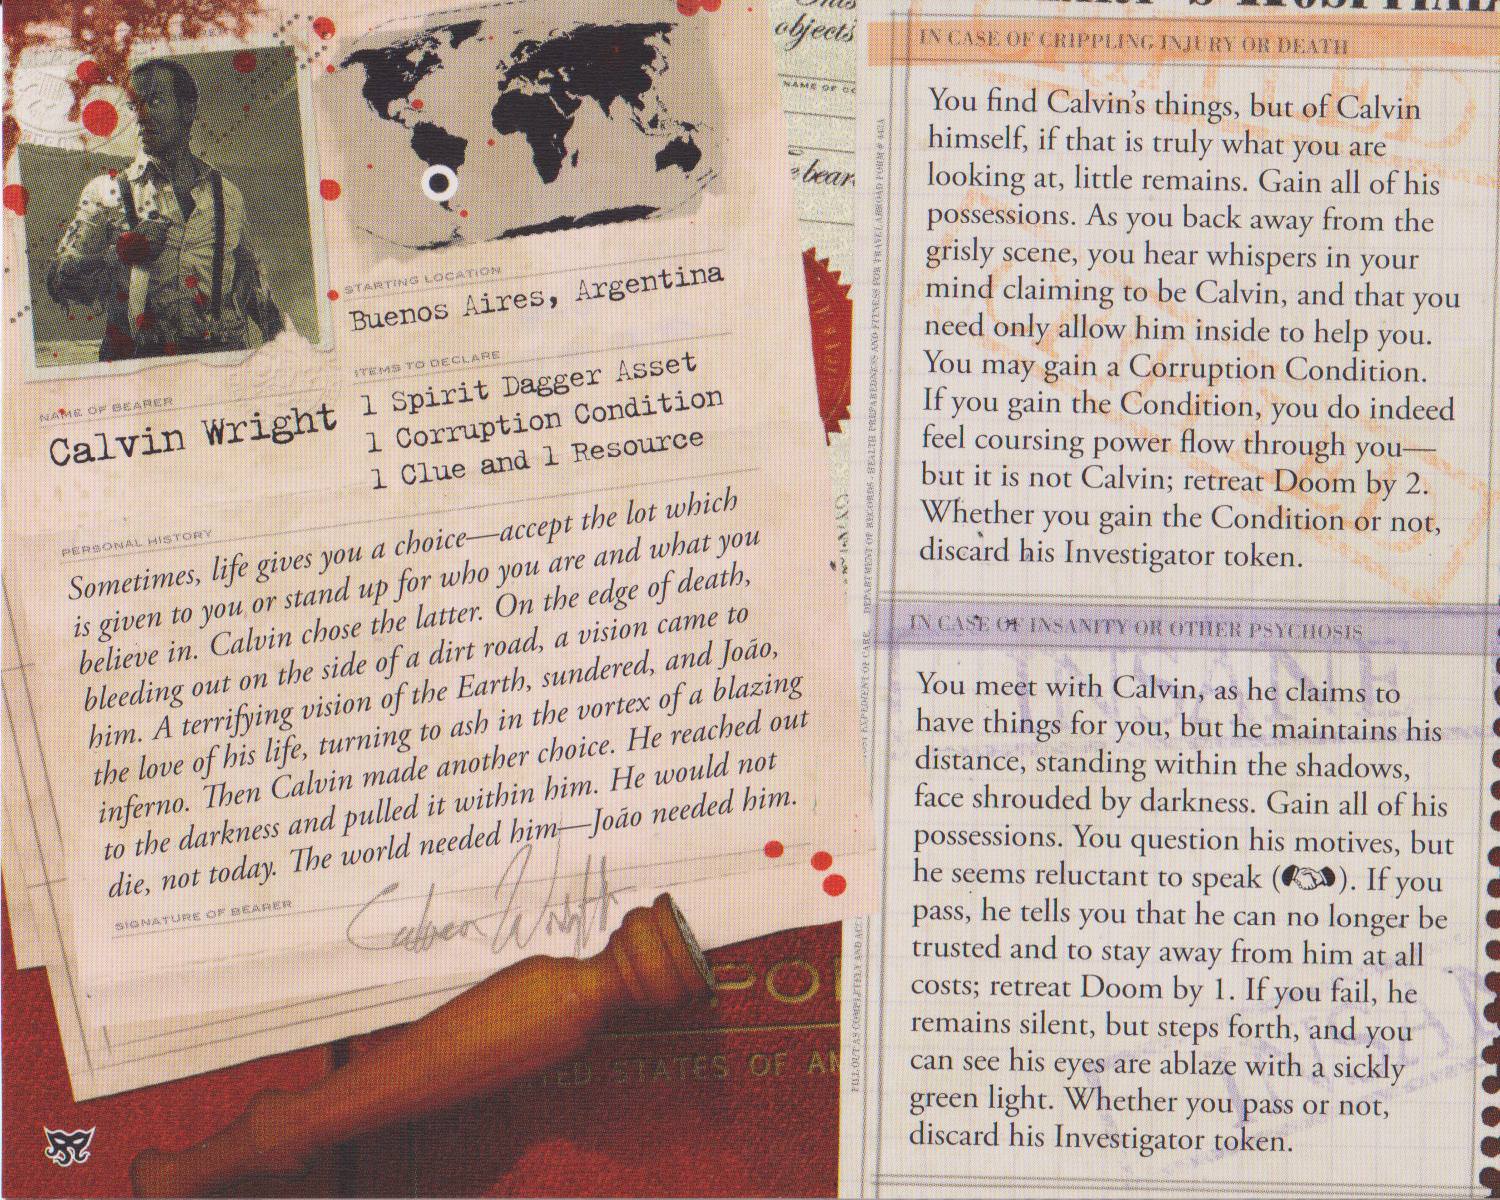 This
objects
NAME OF
bear
STARTING LOCATION
Buenos Aires, Argentina
ITEMS TO DECLARE
1 Spirit Dagger Asset
1 Corruption Condition
1 Clue and 1 Resource
NAME OF BEARER
Calvin Wright
PERSONAL HISTORY
Sometimes, life gives you a choice—accept the lot which
is given to you or stand up for who you are and what you
believe in. Calvin chose the latter. On the edge of death,
bleeding out on the side of a dirt road, a vision came to
him. A terrifying vision of the Earth, sundered, and João,
the love of his life, turning to ash in the vortex of a blazing
inferno. Then Calvin made another choice. He reached out
to the darkness and pulled it within him. He would not
die, not today. The world needed him—João needed him.
SIGNATURE OF BEARER
Calvin Wright
PO
TED STATES OF AM
HOSPITAL
IN CASE OF CRIPPLING INJURY OR DEATH
You find Calvin's things, but of Calvin
himself, if that is truly what you are
looking at, little remains. Gain all of his
possessions. As you back away from the
grisly scene, you hear whispers in your
mind claiming to be Calvin, and that you
need only allow him inside to help you.
You may gain a Corruption Condition.
If you gain the Condition, you do indeed
feel coursing power flow through you—
but it is not Calvin; retreat Doom by 2.
Whether you gain the Condition or not,
discard his Investigator token.
IN CASE OF INSANITY OR OTHER PSYCHOSIS
You meet with Calvin, as he claims to
have things for you, but he maintains his
distance, standing within the shadows,
face shrouded by darkness. Gain all of his
possessions. You question his motives, but
he seems reluctant to speak ( ). If you
pass, he tells you that he can no longer be
trusted and to stay away from him at all
costs; retreat Doom by 1. If you fail, he
remains silent, but steps forth, and you
can see his eyes are ablaze with a sickly
green light. Whether you pass or not,
discard his Investigator token.